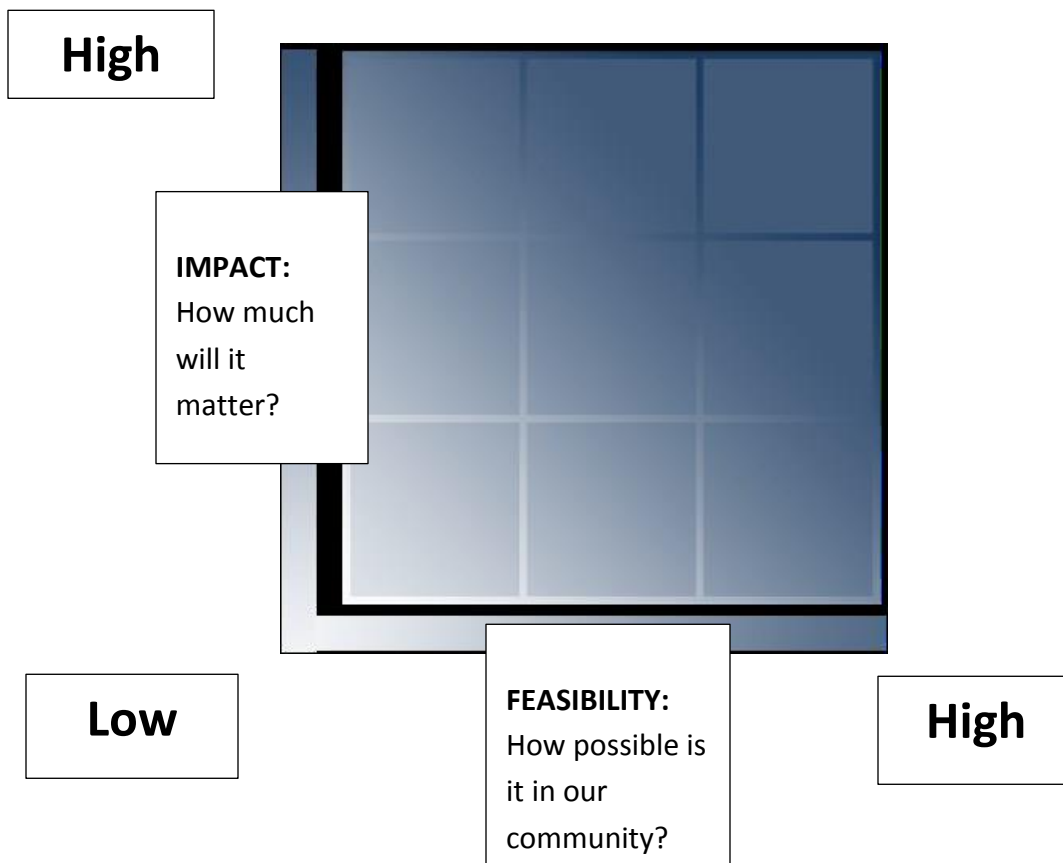 High
IMPACT:
How much
will it
matter?
Low
FEASIBILITY:
How possible is
it in our
community?
High